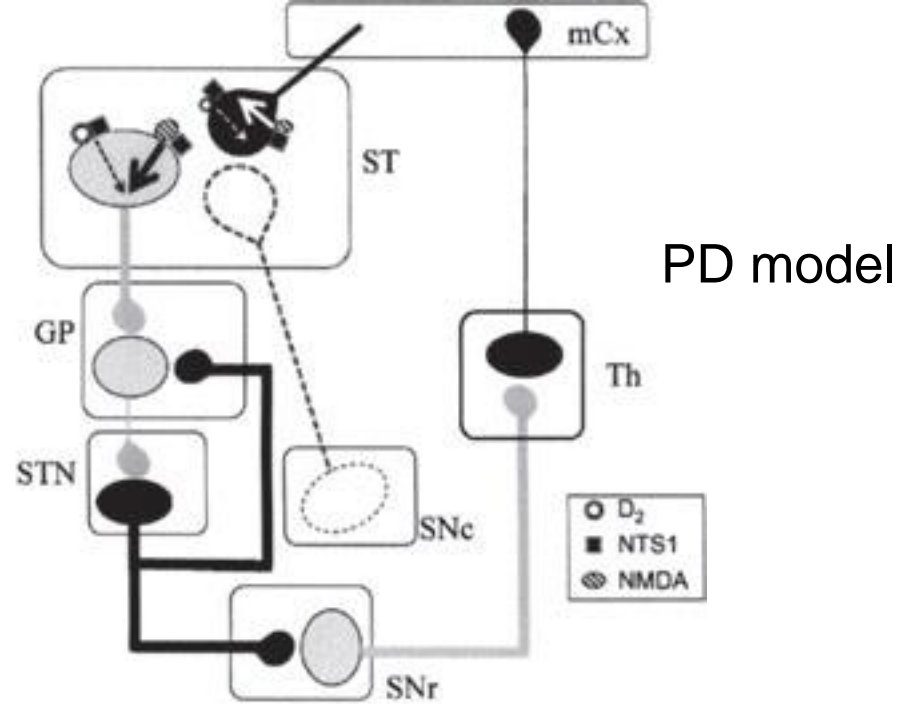 mCx
ST
PD model
GP
Th
STN
SNc
D₂
NTS1
NMDA
SNr